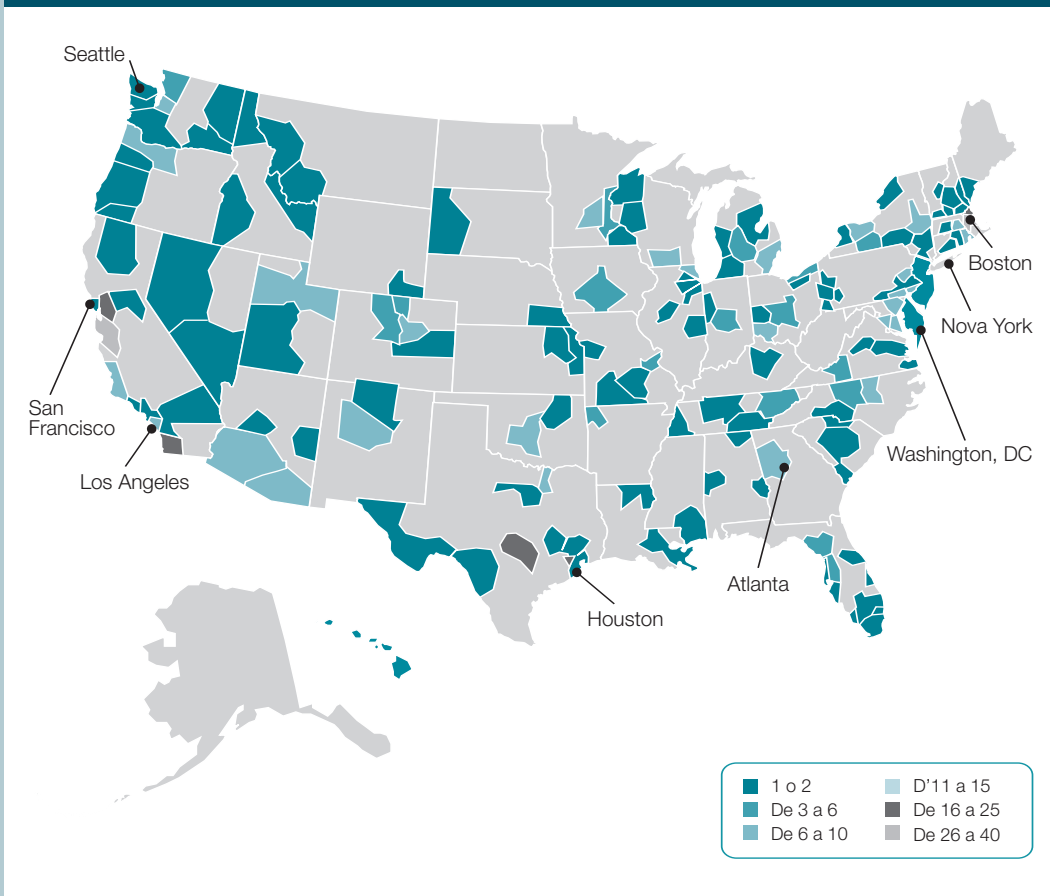 Seattle
Boston
Nova York
San
Francisco
Washington, DC
Los Angeles
Atlanta
Houston
1 o 2
De 3 a 6
De 6 a 10
D'11 a 15
De 16 a 25
De 26 a 40